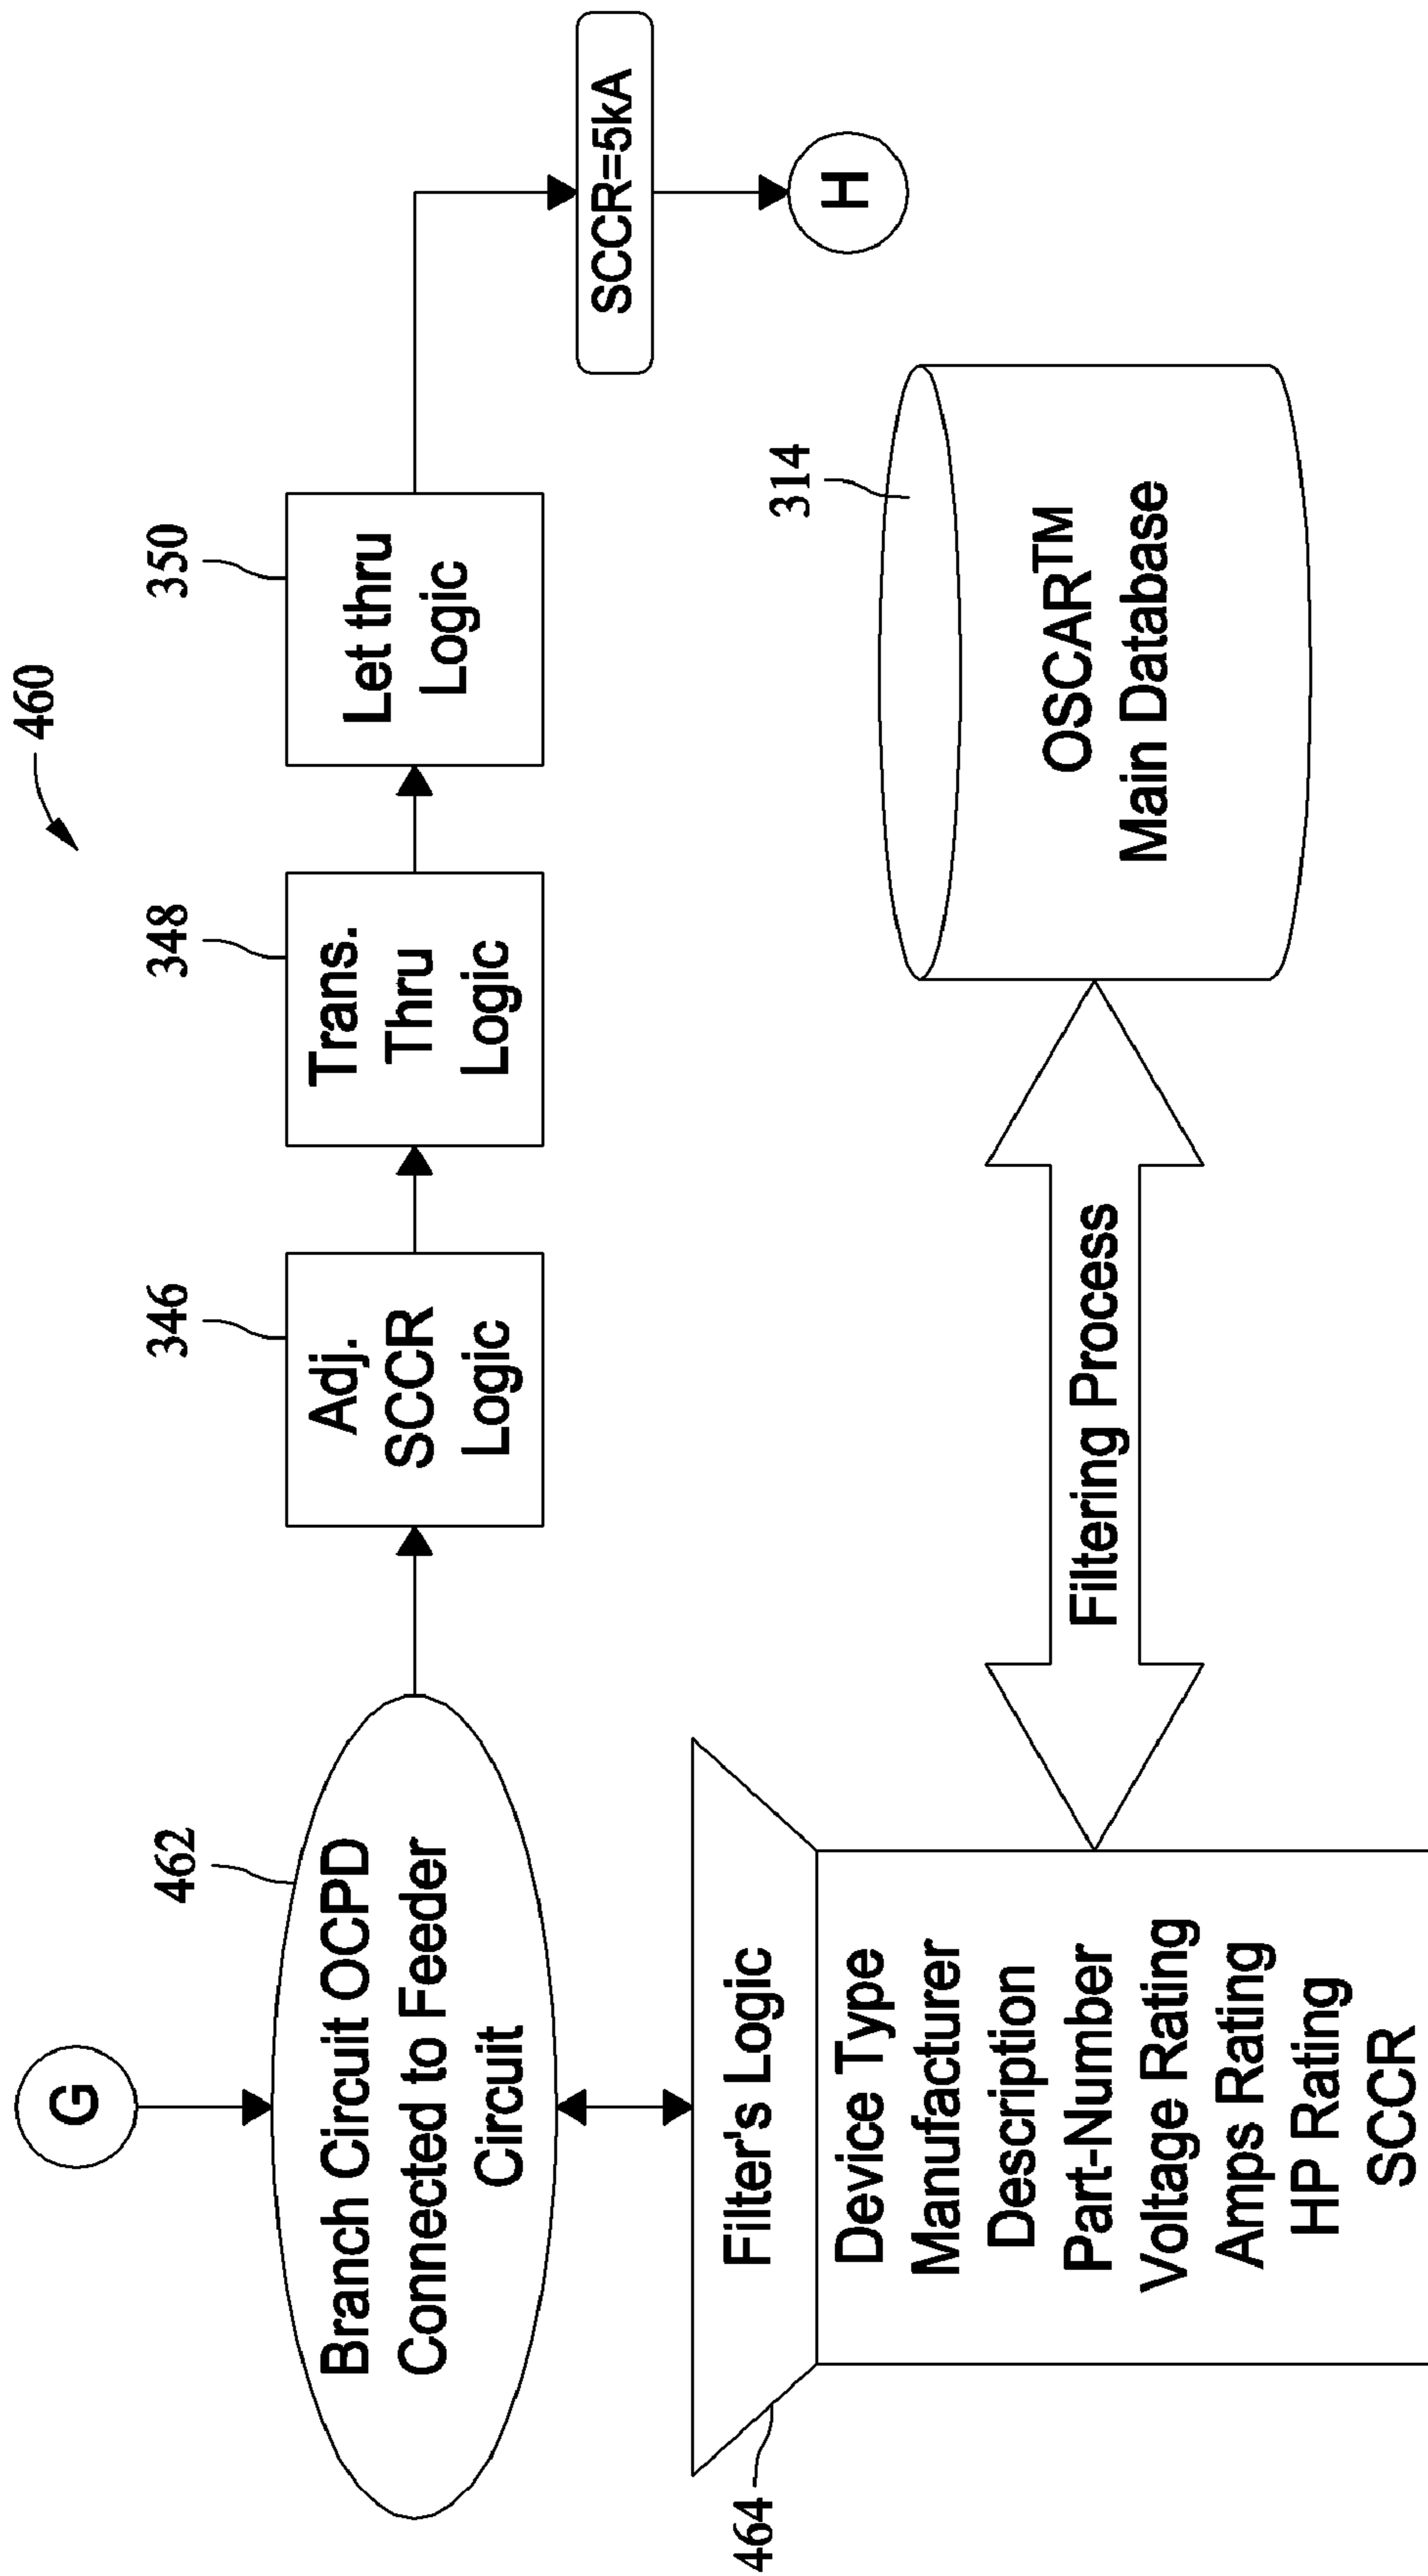 460
G
462
Branch Circuit OCPD
Connected to Feeder
Circuit
346
Adj.
SCCR
Logic
348
Trans.
Thru
Logic
350
Let thru
Logic
SCCR=5kA
H
464
Filter's Logic
Device Type
Manufacturer
Description
Part-Number
Voltage Rating
Amps Rating
HP Rating
SCCR
Filtering Process
314
OSCAR™
Main Database